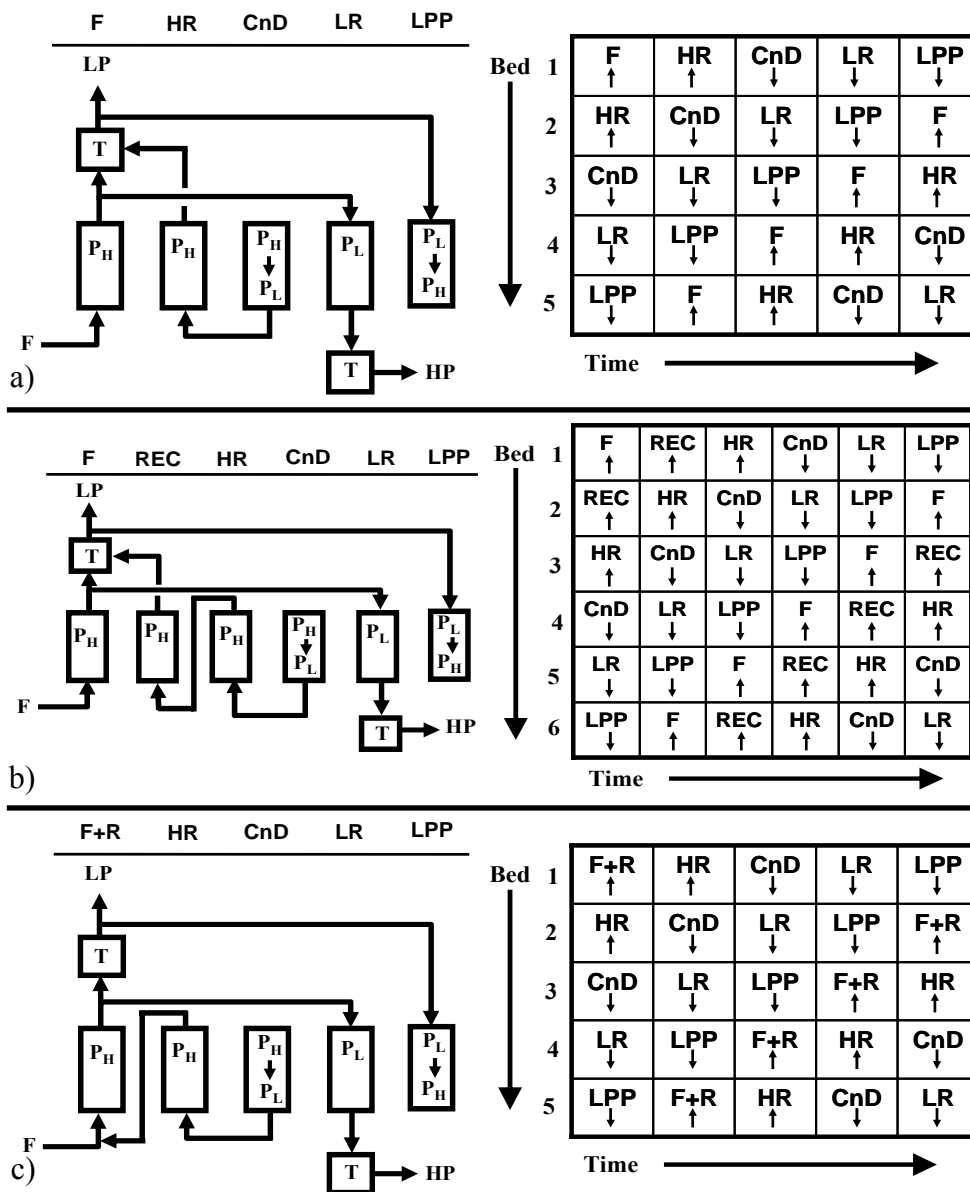 F HR CnD LR LPP
LP
T
P_H P_H P_H P_L P_L
P_L P_H
F
T HP
a)
Bed
1 F HR CnD LR LPP
2 HR CnD LR LPP F
3 CnD LR LPP F HR
4 LR LPP F HR CnD
5 LPP F HR CnD LR
Time
F REC HR CnD LR LPP
LP
T
P_H P_H P_H P_H P_L P_L
P_L P_H
F
T HP
b)
Bed
1 F REC HR CnD LR LPP
2 REC HR CnD LR LPP F
3 HR CnD LR LPP F REC
4 CnD LR LPP F REC HR
5 LR LPP F REC HR CnD
6 LPP F REC HR CnD LR
Time
F+R HR CnD LR LPP
LP
T
P_H P_H P_H P_L P_L
P_L P_H
F
T HP
c)
Bed
1 F+R HR CnD LR LPP
2 HR CnD LR LPP F+R
3 CnD LR LPP F+R HR
4 LR LPP F+R HR CnD
5 LPP F+R HR CnD LR
Time